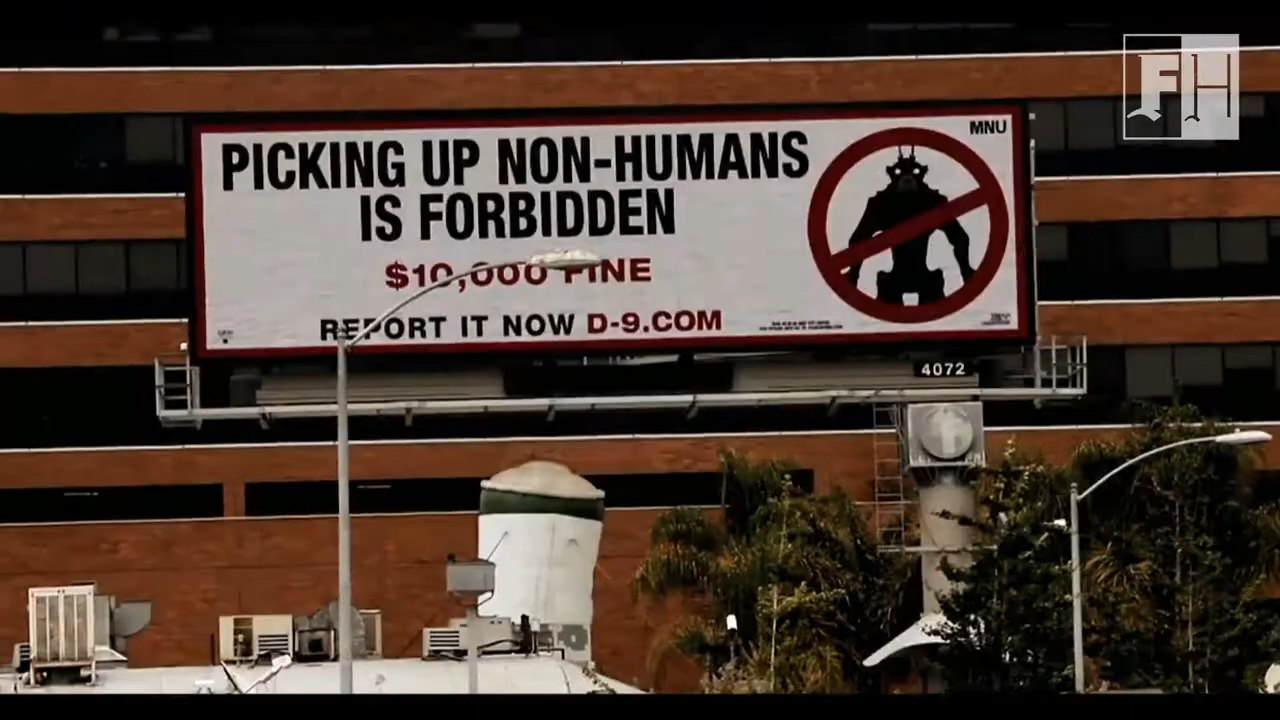 FH
MNU
PICKING UP NON-HUMANS
IS FORBIDDEN
$10,000 FINE
REPORT IT NOW D-9.COM
4072